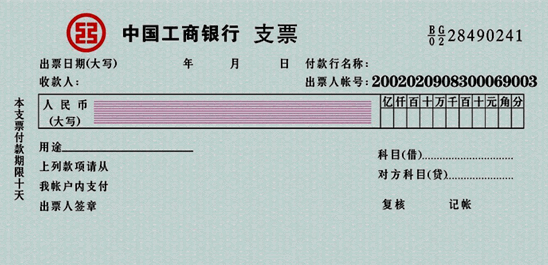 中国工商银行 支票 BG/02 28490241
出票日期(大写) 年 月 日 付款行名称:
收款人: 出票人帐号: 2002020908300069003
人民币(大写) 亿仟百十万千百十元角分
本支票付款期限十天
用途
科目(借)
上列款项请从
对方科目(贷)
我帐户内支付
出票人签章
复核 记帐